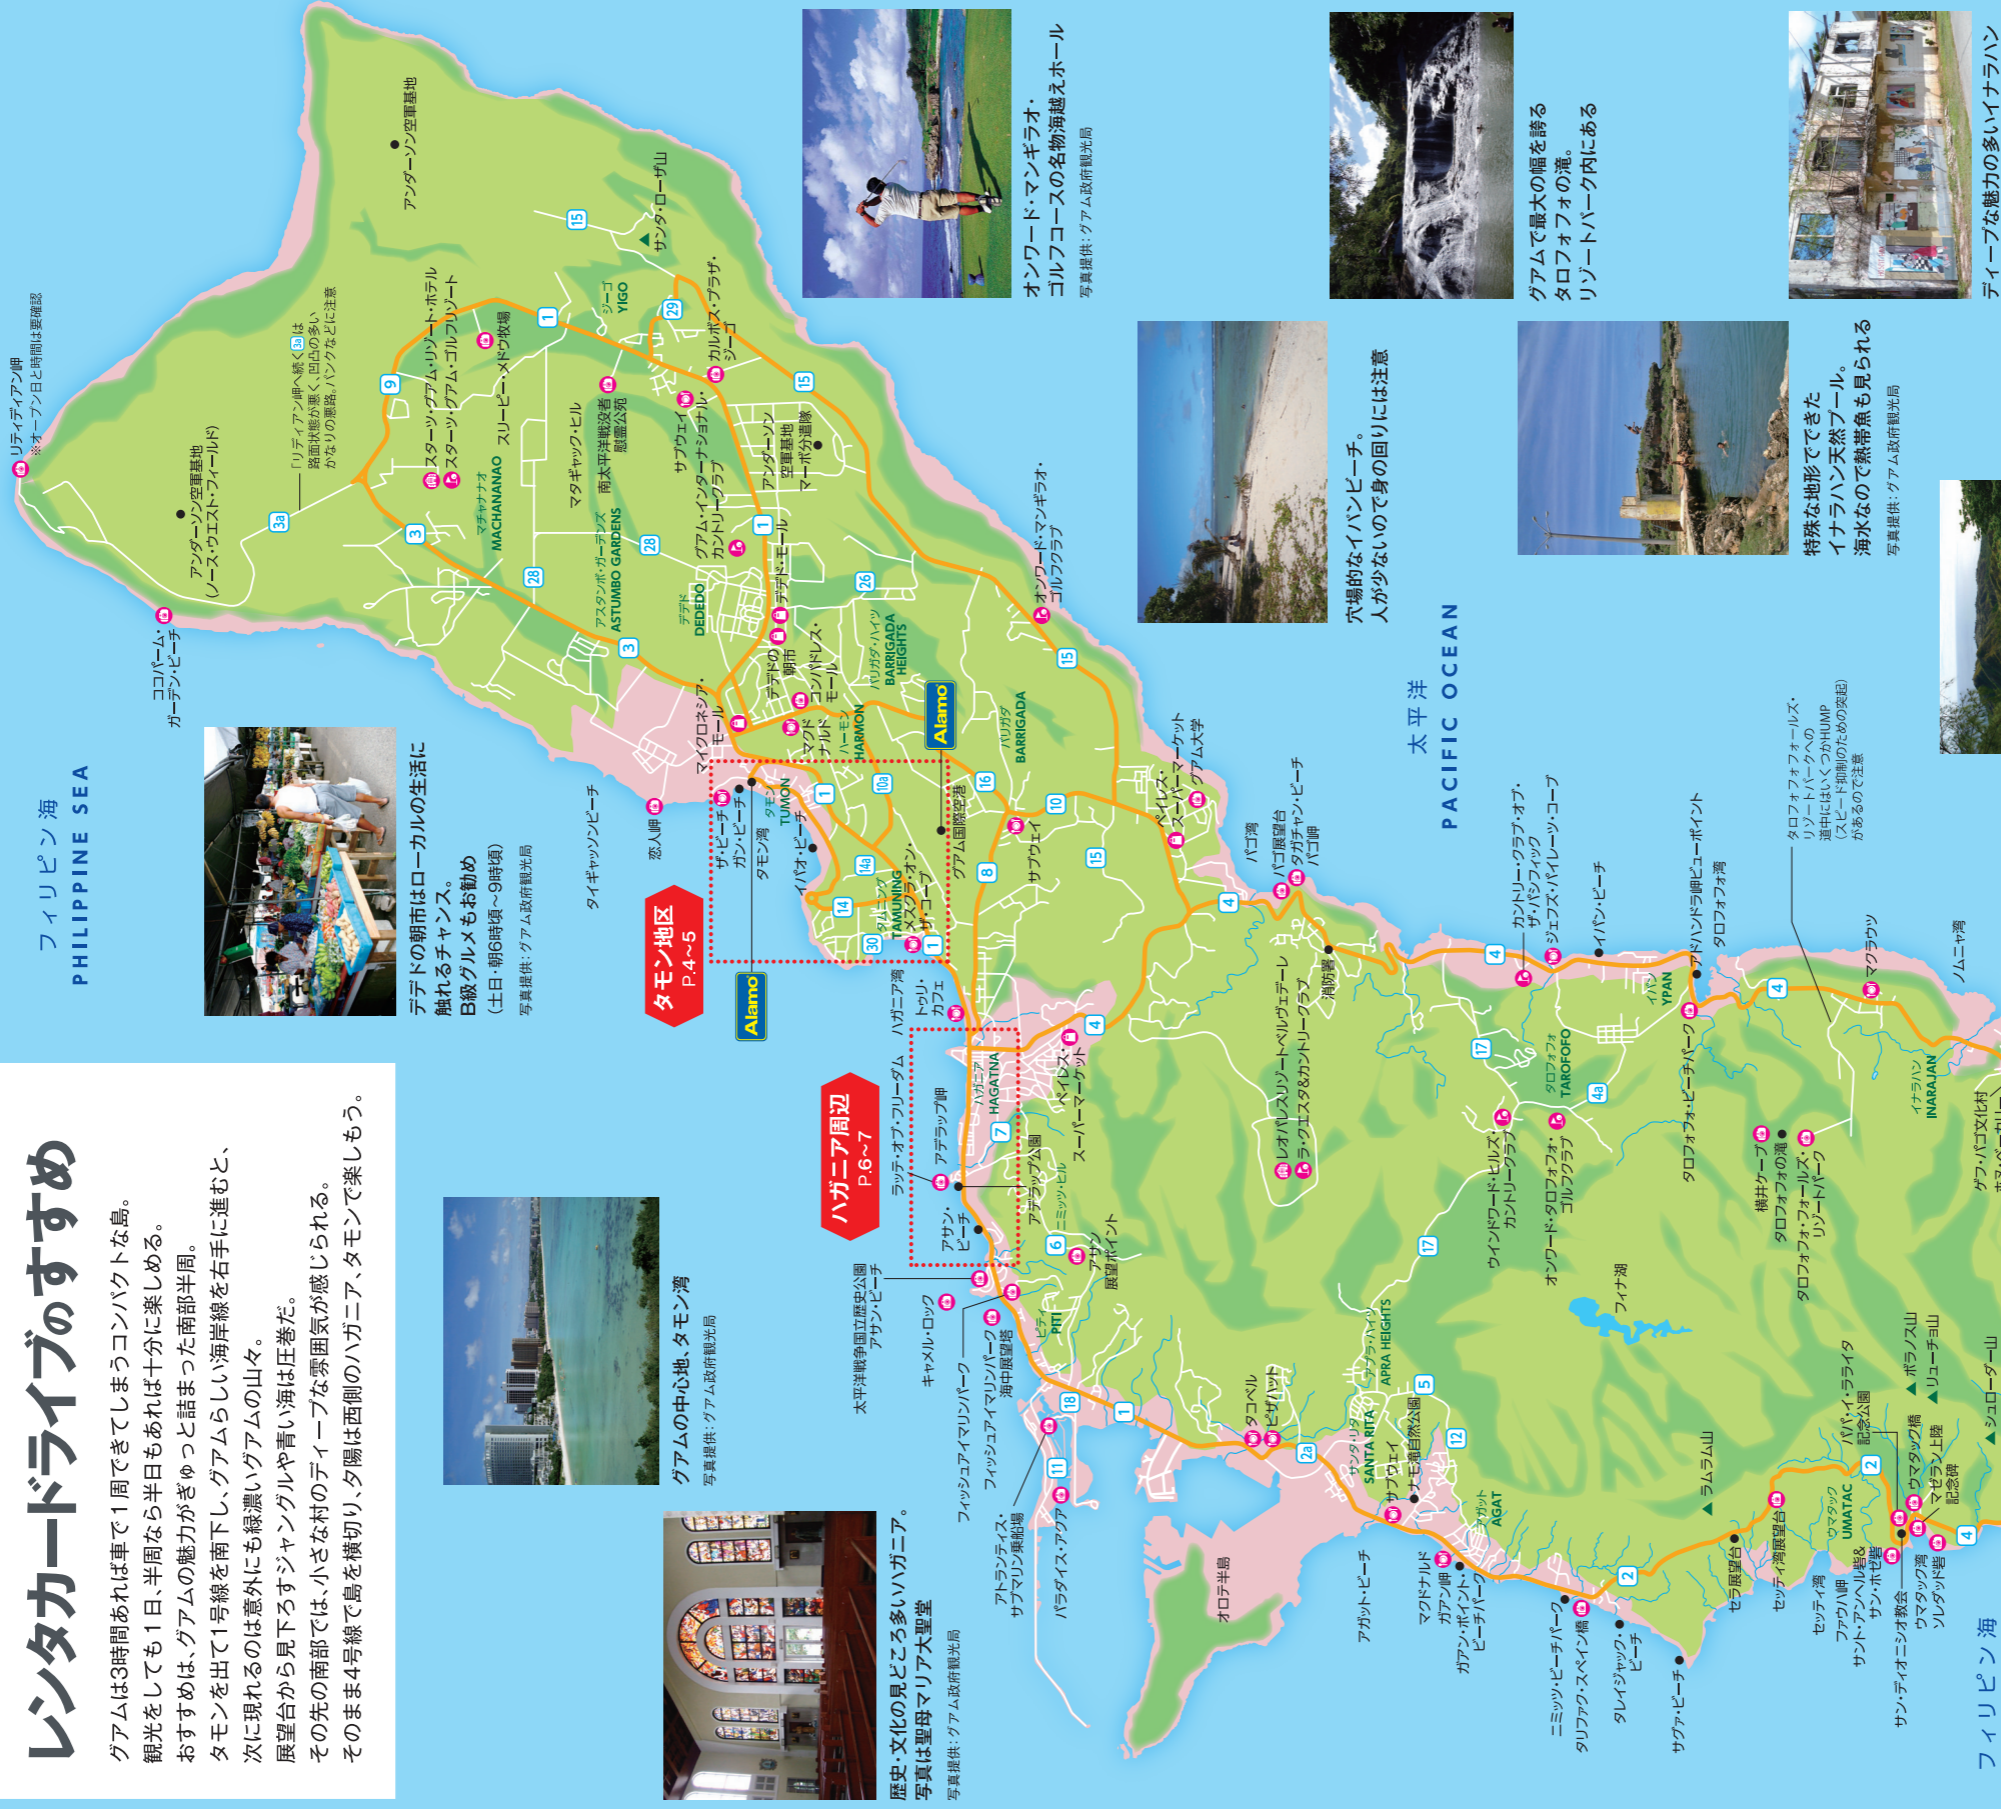 レンタカードライブのすすめ
グアムは3時間あれば車で1周できてしまうコンパクトな島。
観光をしても1日、半周なら半日もあれば十分に楽しめる。
おすすめは、グアムの魅力がぎゅっと詰まった南部半周。
タモンを出て1号線を南下し、グアムらしい海岸線を右手に進むと、
次に現れるのは意外にも緑濃いグアムの山々。
展望台から見下ろすジャングルや青い海は圧巻だ。
その先の南部では、小さな村のディープな雰囲気が感じられる。
そのまま4号線で島を横切り、夕陽は西側のハガニア、タモンで楽しもう。
フィリピン海
PHILIPPINE SEA
デデドの朝市はローカルの生活に
触れるチャンス。
B級グルメもお勧め
(土日・朝6時頃〜9時頃)
写真提供：グアム政府観光局
グアムの中心地、タモン湾
写真提供：グアム政府観光局
歴史・文化の見どころ多いハガニア。
写真は聖母マリア大聖堂
写真提供：グアム政府観光局
オンワード・マンギラオ・
ゴルフコースの名物海越えホール
写真提供：グアム政府観光局
グアムで最大の幅を誇る
タロフォフォの滝。
リゾートパーク内にある
穴場的なイパンビーチ。
人が少ないので身の回りには注意
特殊な地形でできた
イナラハン天然プール。
海水なので熱帯魚も見られる
写真提供：グアム政府観光局
ディープな魅力の多いイナラハン
太平洋
PACIFIC OCEAN
リティディアン岬
※オープン日と時間は要確認
アンダーソン空軍基地
(ノース・ウエスト・フィールド)
「リティディアン岬へ続く3aは
路面状態が悪く、凹凸の多い
かなりの悪路。パンクなどに注意
アンダーソン空軍基地
ココパーム・
ガーデン・ビーチ
3a
9
3
スターツ・グアム・リゾート・ホテル
スターツ・グアム・ゴルフリゾート
マチャナナオ
MACHANANAO
スリーピー・メドウ牧場
1
15
サンタ・ローザ山
ジーゴ
YIGO
29
28
マタギャック・ヒル
南太平洋戦没者
慰霊公苑
アスタンボ・ガーデンズ
ASTUMBO GARDENS
28
サブウェイ
カルボス・プラザ・
ジーゴ
グアム・インターナショナル・
カントリークラブ
アンダーソン
空軍基地
マーボ分遣隊
15
3
デデド
DEDEDO
1
デデド・モール
デデドの
朝市
26
コンパドレス・
モール
バリガダ・ハイツ
BARRIGADA
HEIGHTS
オンワード・マンギラオ・
ゴルフクラブ
15
タイギャッソンビーチ
恋人岬
マイクロネシア・
モール
マクド
ナルド
ハーモン
HARMON
Alamo
バリガダ
BARRIGADA
タモン地区
P.4~5
ザ・ビーチ
ガン・ビーチ
タモン湾
タモン
TUMON
イパオ・ビーチ
1
10a
14a
14
30
タムニング
TAMUNING
メスクラ・オン・
ザ・コーブ
1
グアム国際空港
16
10
8
サブウェイ
15
ペイレス・
スーパーマーケット
グアム大学
Alamo
ハガニア湾
トゥリ・
カフェ
ハガニア周辺
P.6~7
ラッテ・オブ・フリーダム
アデラップ岬
ハガニア
HAGATNA
7
ペイレス・
スーパーマーケット
4
アサン・
ビーチ
アデラップ公園
ニミッツ・ヒル
6
アサン
展望ポイント
太平洋戦争国立歴史公園
アサン・ビーチ
キャメル・ロック
フィッシュアイマリンパーク
フィッシュアイマリンパーク
海中展望塔
ピティ
PITI
アトランティス・
サブマリン乗船場
パラダイス・アクア
18
11
1
オロテ半島
タコベル
ピザハット
2a
サンタ・リタ
SANTA RITA
アプラ・ハイツ
APRA HEIGHTS
5
サブウェイ
ナモ滝自然公園
12
アガット・ビーチ
アガット
AGAT
マクドナルド
ガアン岬
ガアン・ポイント・
ビーチパーク
ニミッツ・ビーチパーク
タリファク・スペイン橋
タレイジャック・
ビーチ
サグァ・ビーチ
2
ラムラム山
セラ展望台
セッティ湾展望台
セッティ湾
ファウハ岬
サント・アンヘル砦&
サン・ホセ砦
ウマタック
UMATAC
サン・ディオニシオ教会
ウマタック湾
ソレダッド砦
パパ・イ・ラライタ
記念公園
2
ウマタック橋
マゼラン上陸
記念碑
4
ボラノス山
リューチョ山
シュローダー山
フィリピン海
パゴ湾
パゴ展望台
タガチャン・ビーチ
パゴ岬
4
レオパレスリゾートベルヴェデーレ
ラ・クエスタ&カントリークラブ
消防署
4
カントリー・クラブ・オブ・
ザ・パシフィック
ジェフズ・パイレーツ・コーブ
イパン・ビーチ
イパン
YPAN
アドハンドラ岬ビューポイント
タロフォフォ湾
タロフォフォ・ビーチパーク
17
17
ウインドワード・ヒルズ・
カントリークラブ
タロフォフォ
TAROFOFO
オンワード・タロフォフォ・
ゴルフクラブ
4a
フィナ湖
4
タロフォフォフォールズ・
リゾートパークへの
道中にはいくつかHUMP
(スピード抑制のための突起)
があるので注意
横井ケーブ
タロフォフォの滝
タロフォフォ・フォールズ・
リゾートパーク
マクラウツ
ノムニャ湾
イナラハン
INARAJAN
ゲフ・パゴ文化村